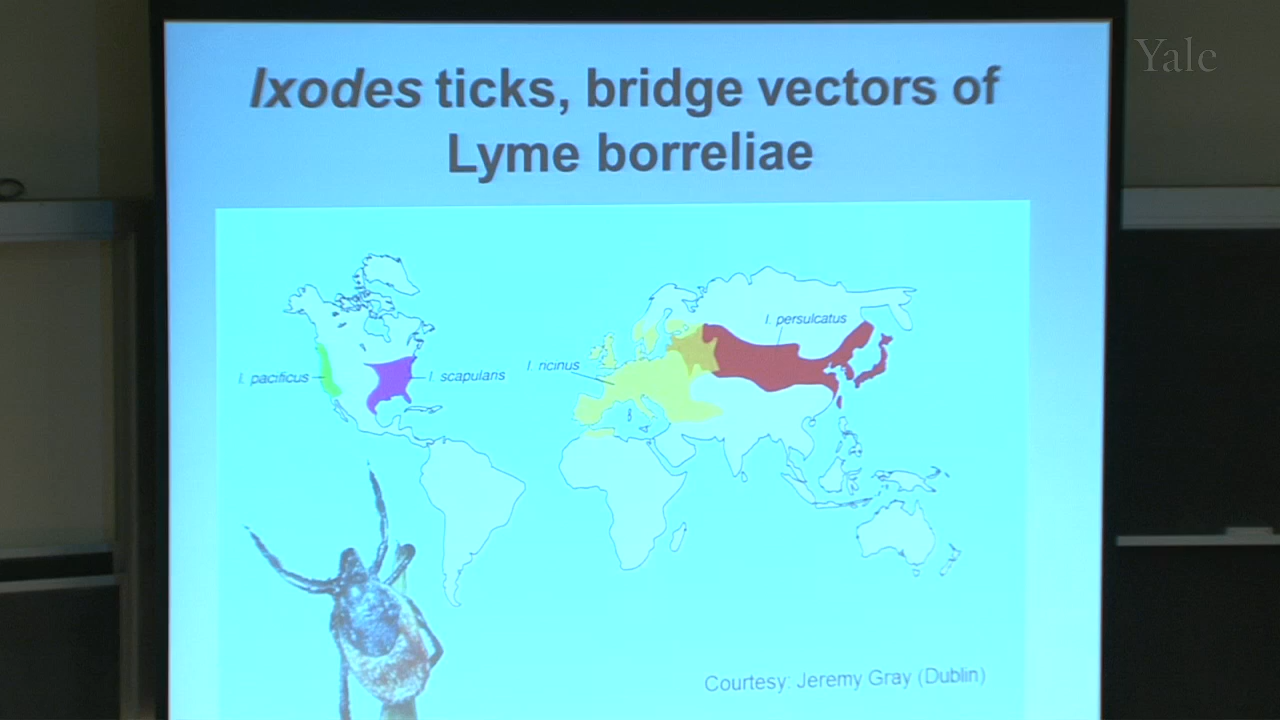 Yale
Ixodes ticks, bridge vectors of
Lyme borreliae
I. persulcatus
I. ricinus
I. pacificus
I. scapularis
Courtesy: Jeremy Gray (Dublin)